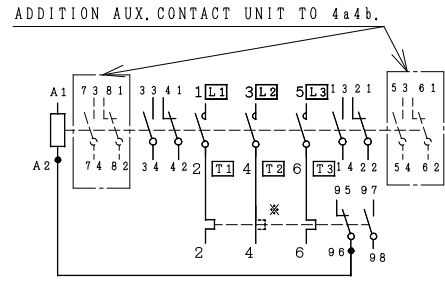 ADDITION AUX. CONTACT UNIT TO 4a4b.
A1 73 81 33 41 1 L1 3 L2 5 L3 13 21 53 61
A2 74 82 34 42 2 T1 4 T2 6 T3 14 22 54 62
※ 95 97
2 4 6 96 98